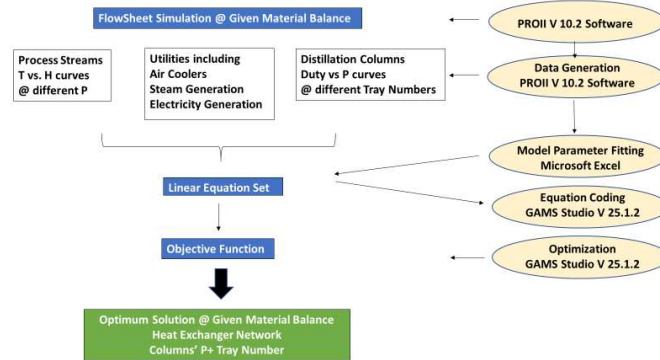 FlowSheet Simulation @ Given Material Balance
PROII V 10.2 Software
Process Streams
T vs. H curves
@ different P
Utilities including
Air Coolers
Steam Generation
Electricity Generation
Distillation Columns
Duty vs P curves
@ different Tray Numbers
Data Generation
PROII V 10.2 Software
Model Parameter Fitting
Microsoft Excel
Linear Equation Set
Equation Coding
GAMS Studio V 25.1.2
Objective Function
Optimization
GAMS Studio V 25.1.2
Optimum Solution @ Given Material Balance
Heat Exchanger Network
Columns' P+ Tray Number